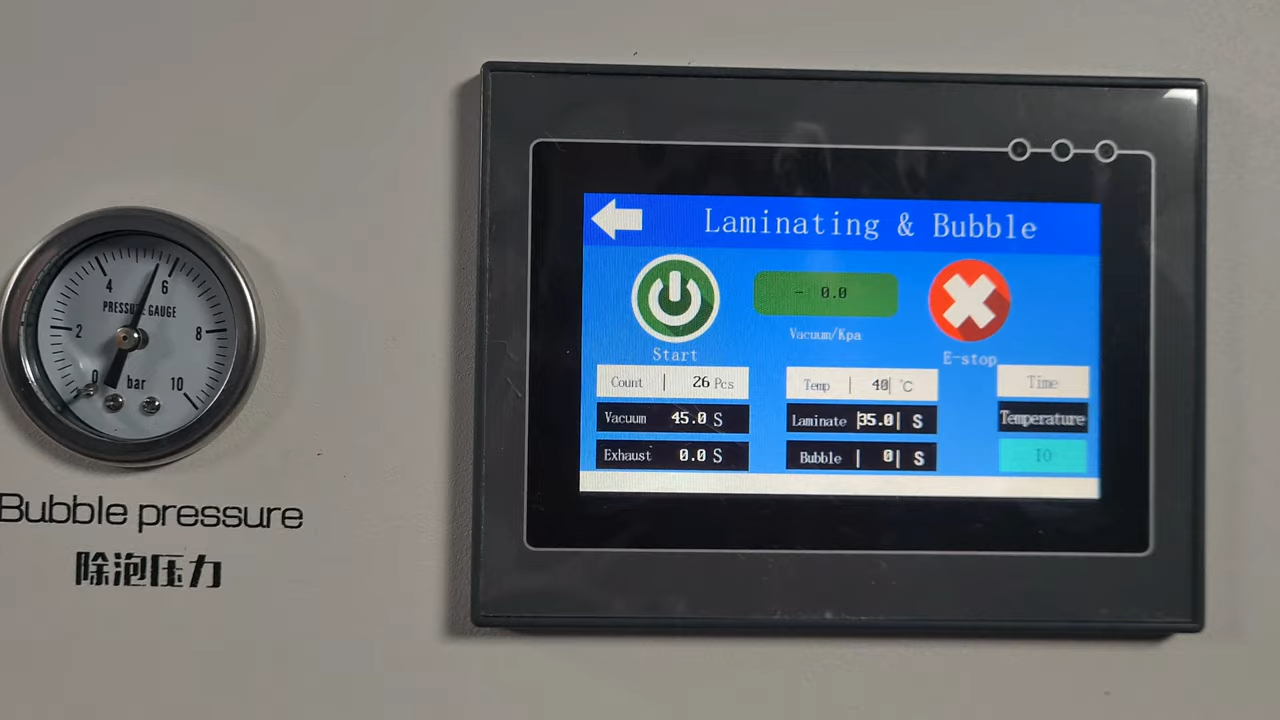 4 6
PRESSURE GAUGE
2 8
0 bar 10
Bubble pressure
除泡压力
Laminating & Bubble
- 0.0
Vacuum/Kpa
Start
E-stop
Count | 26 Pcs
Temp | 40 ℃
Time
Vacuum 45.0 S
Laminate 35.0 S
Temperature
Exhaust 0.0 S
Bubble | 0 S
IO